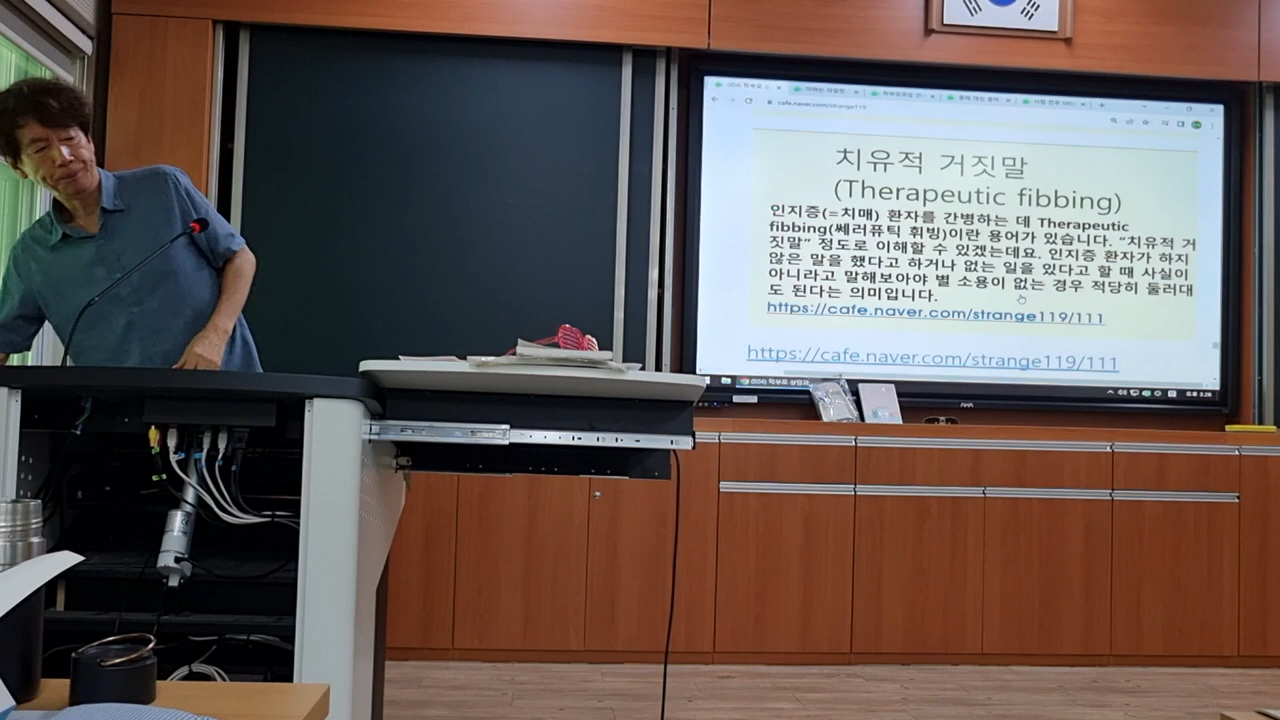 cafe.naver.com/strange119
치유적 거짓말
(Therapeutic fibbing)
인지증(=치매) 환자를 간병하는 데 Therapeutic
fibbing(쎄러퓨틱 휘빙)이란 용어가 있습니다. “치유적 거
짓말” 정도로 이해할 수 있겠는데요. 인지증 환자가 하지
않은 말을 했다고 하거나 없는 일을 있다고 할 때 사실이
아니라고 말해보아야 별 소용이 없는 경우 적당히 둘러대
도 된다는 의미입니다.
https://cafe.naver.com/strange119/111
https://cafe.naver.com/strange119/111
오후 3:26